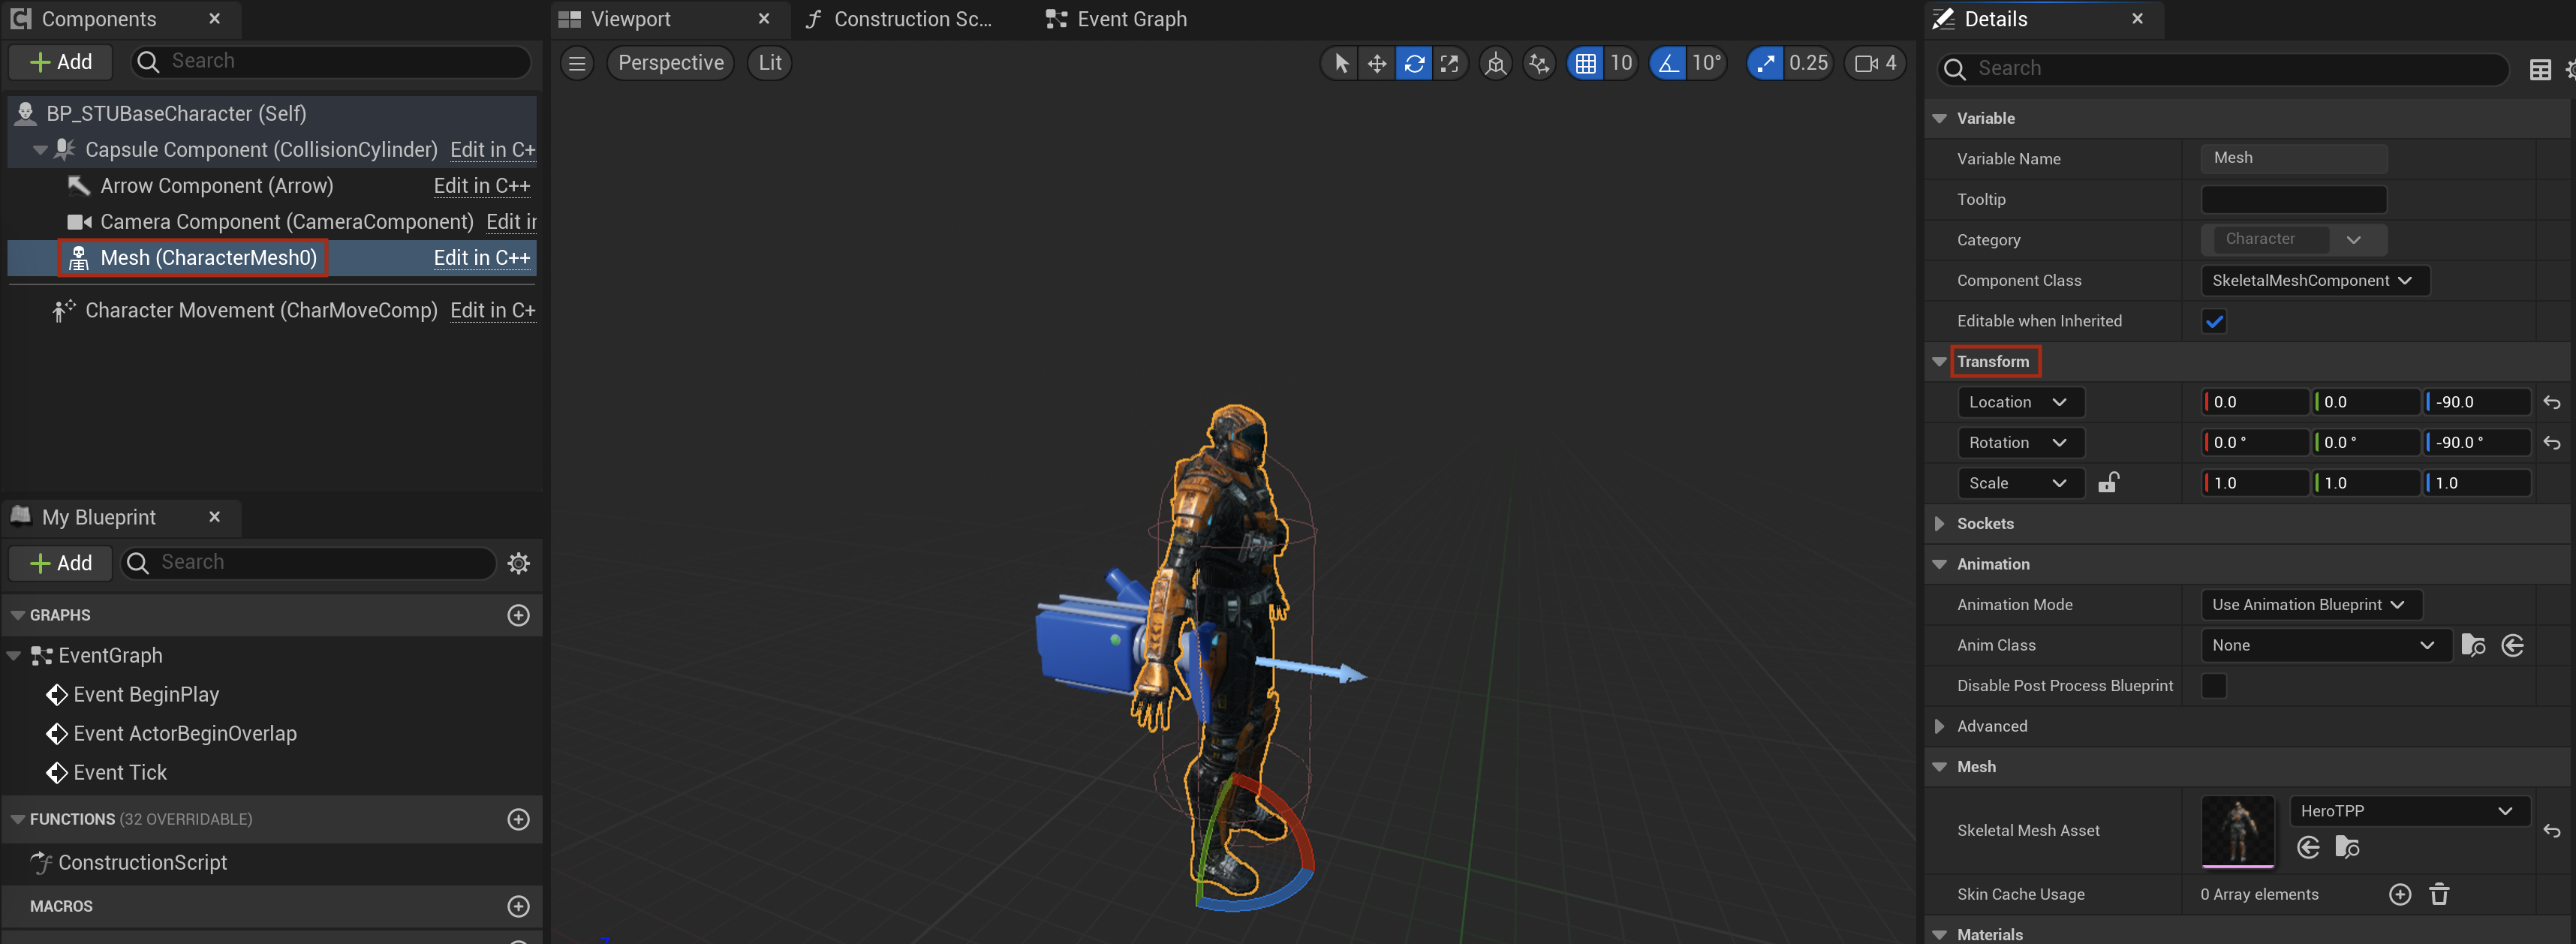 Components
Add
Search
BP_STUBaseCharacter (Self)
Capsule Component (CollisionCylinder) Edit in C+
Arrow Component (Arrow) Edit in C++
Camera Component (CameraComponent) Edit in
Mesh (CharacterMesh0) Edit in C++
Character Movement (CharMoveComp) Edit in C+
My Blueprint
Add
Search
GRAPHS
EventGraph
Event BeginPlay
Event ActorBeginOverlap
Event Tick
FUNCTIONS (32 OVERRIDABLE)
ConstructionScript
MACROS
Viewport
Construction Sc...
Event Graph
Perspective
Lit
10
10°
0.25
4
Details
Search
Variable
Variable Name Mesh
Tooltip
Category Character
Component Class SkeletalMeshComponent
Editable when Inherited
Transform
Location 0.0 0.0 -90.0
Rotation 0.0 ° 0.0 ° -90.0 °
Scale 1.0 1.0 1.0
Sockets
Animation
Animation Mode Use Animation Blueprint
Anim Class None
Disable Post Process Blueprint
Advanced
Mesh
Skeletal Mesh Asset HeroTPP
Skin Cache Usage 0 Array elements
Materials